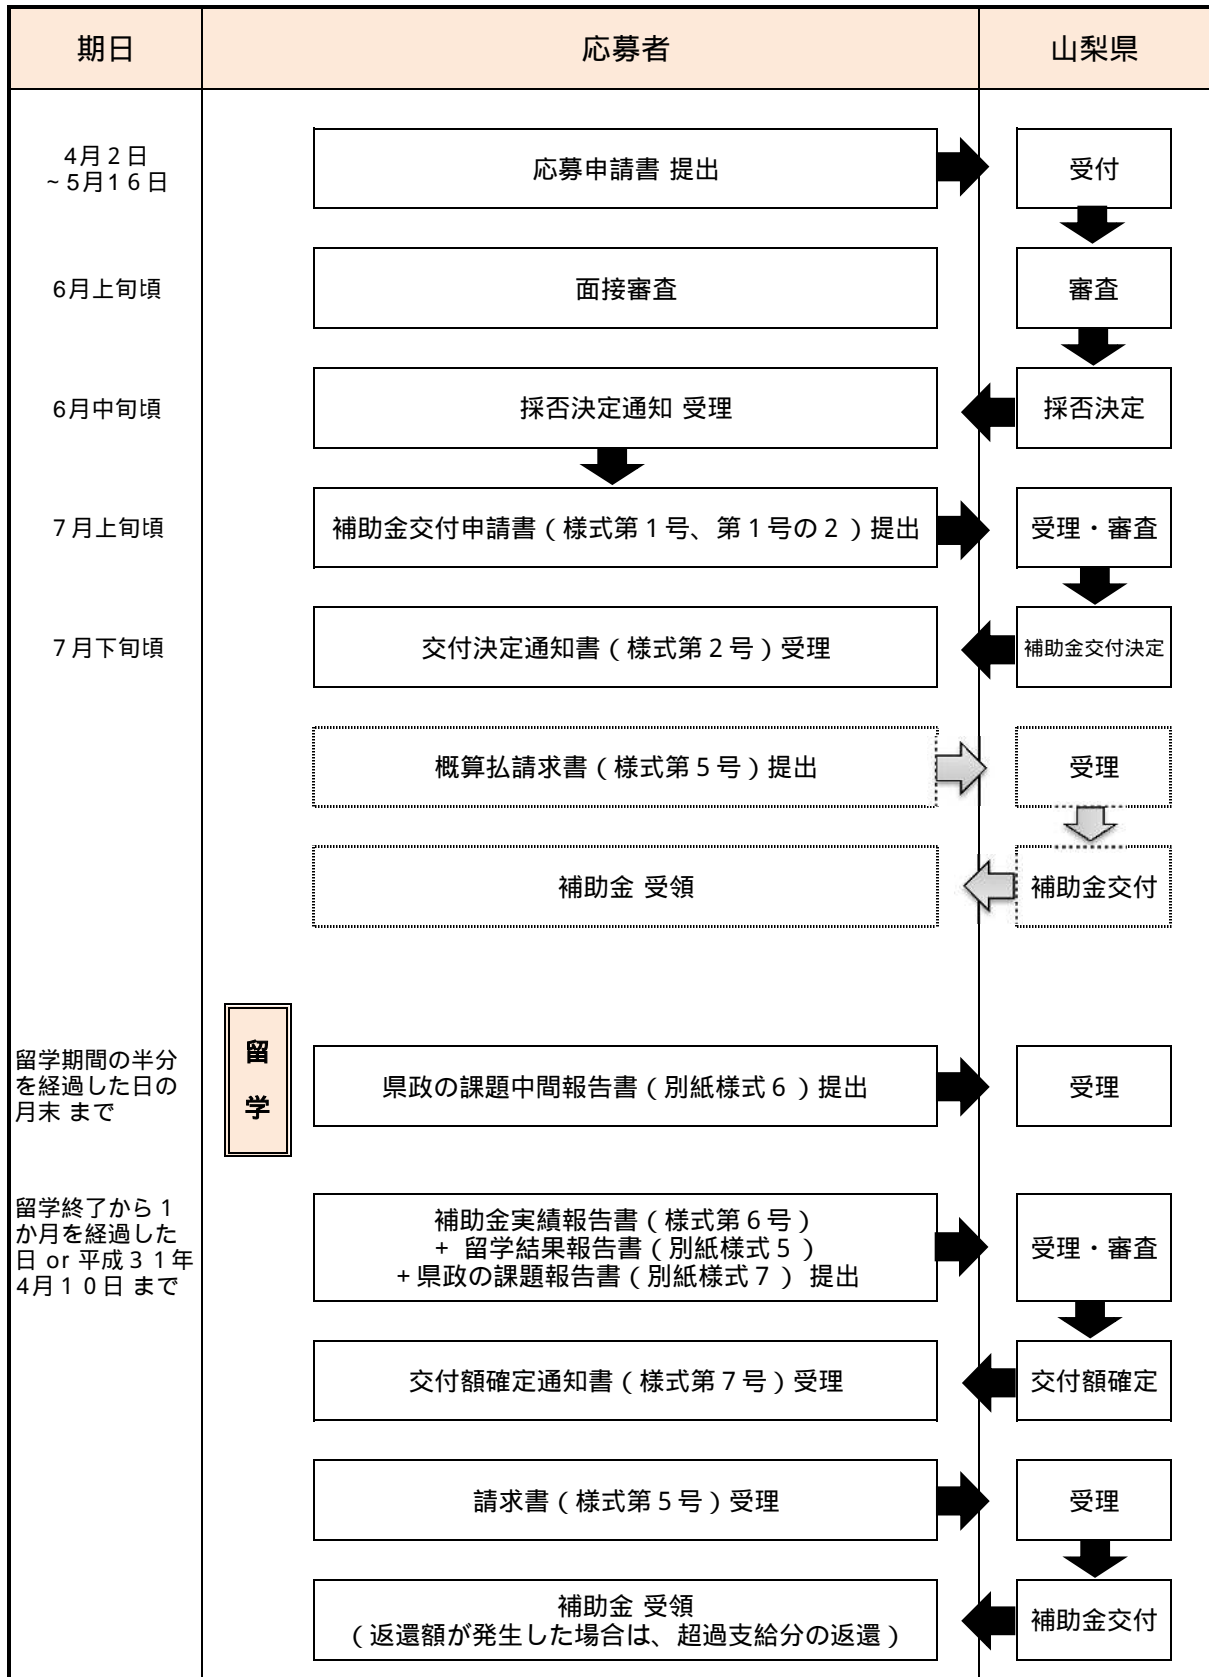 期日 応募者 山梨県
4月２日
~ 5月1６日
応募申請書 提出
受付
6月上旬頃
面接審査
審査
6月中旬頃
採否決定通知 受理
採否決定
７月上旬頃
補助金交付申請書（様式第１号、第１号の２）提出
受理・審査
７月下旬頃
交付決定通知書（様式第２号）受理
補助金交付決定
概算払請求書（様式第５号）提出
受理
補助金 受領
補助金交付
留学期間の半分
を経過した日の
月末 まで
留
学
県政の課題中間報告書（別紙様式６）提出
受理
留学終了から１
か月を経過した
日 or 平成３１年
4月１０日 まで
補助金実績報告書（様式第６号）
+ 留学結果報告書（別紙様式５）
+県政の課題報告書（別紙様式７） 提出
受理・審査
交付額確定通知書（様式第７号）受理
交付額確定
請求書（様式第５号）受理
受理
補助金 受領
（返還額が発生した場合は、超過支給分の返還）
補助金交付